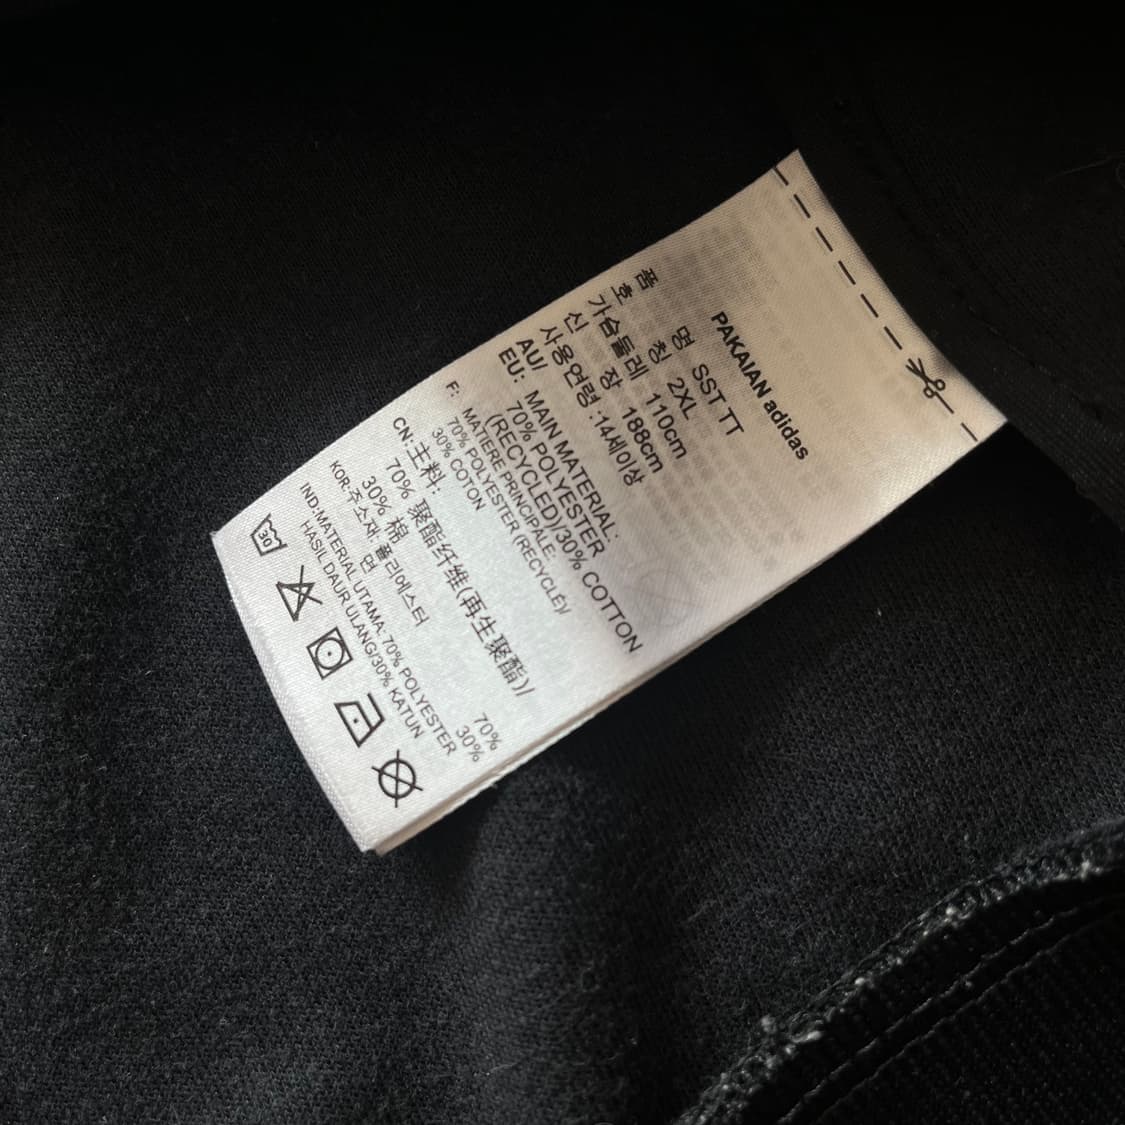 PAKAIAN adidas
품 명 SST TT
호 칭 2XL
가슴둘레 110cm
신 장 188cm
사용연령 :14세이상
AU/ MAIN MATERIAL:
EU: 70% POLYESTER
(RECYCLED)/30% COTTON
F: MATIERE PRINCIPALE:
70% POLYESTER (RECYCLÉ)/
30% COTON
CN:主料:
70% 聚酯纤维(再生聚酯)/
30% 棉
KOR:주소재: 폴리에스터 70%
면 30%
IND:MATERIAL UTAMA: 70% POLYESTER
HASIL DAUR ULANG/30% KATUN
30